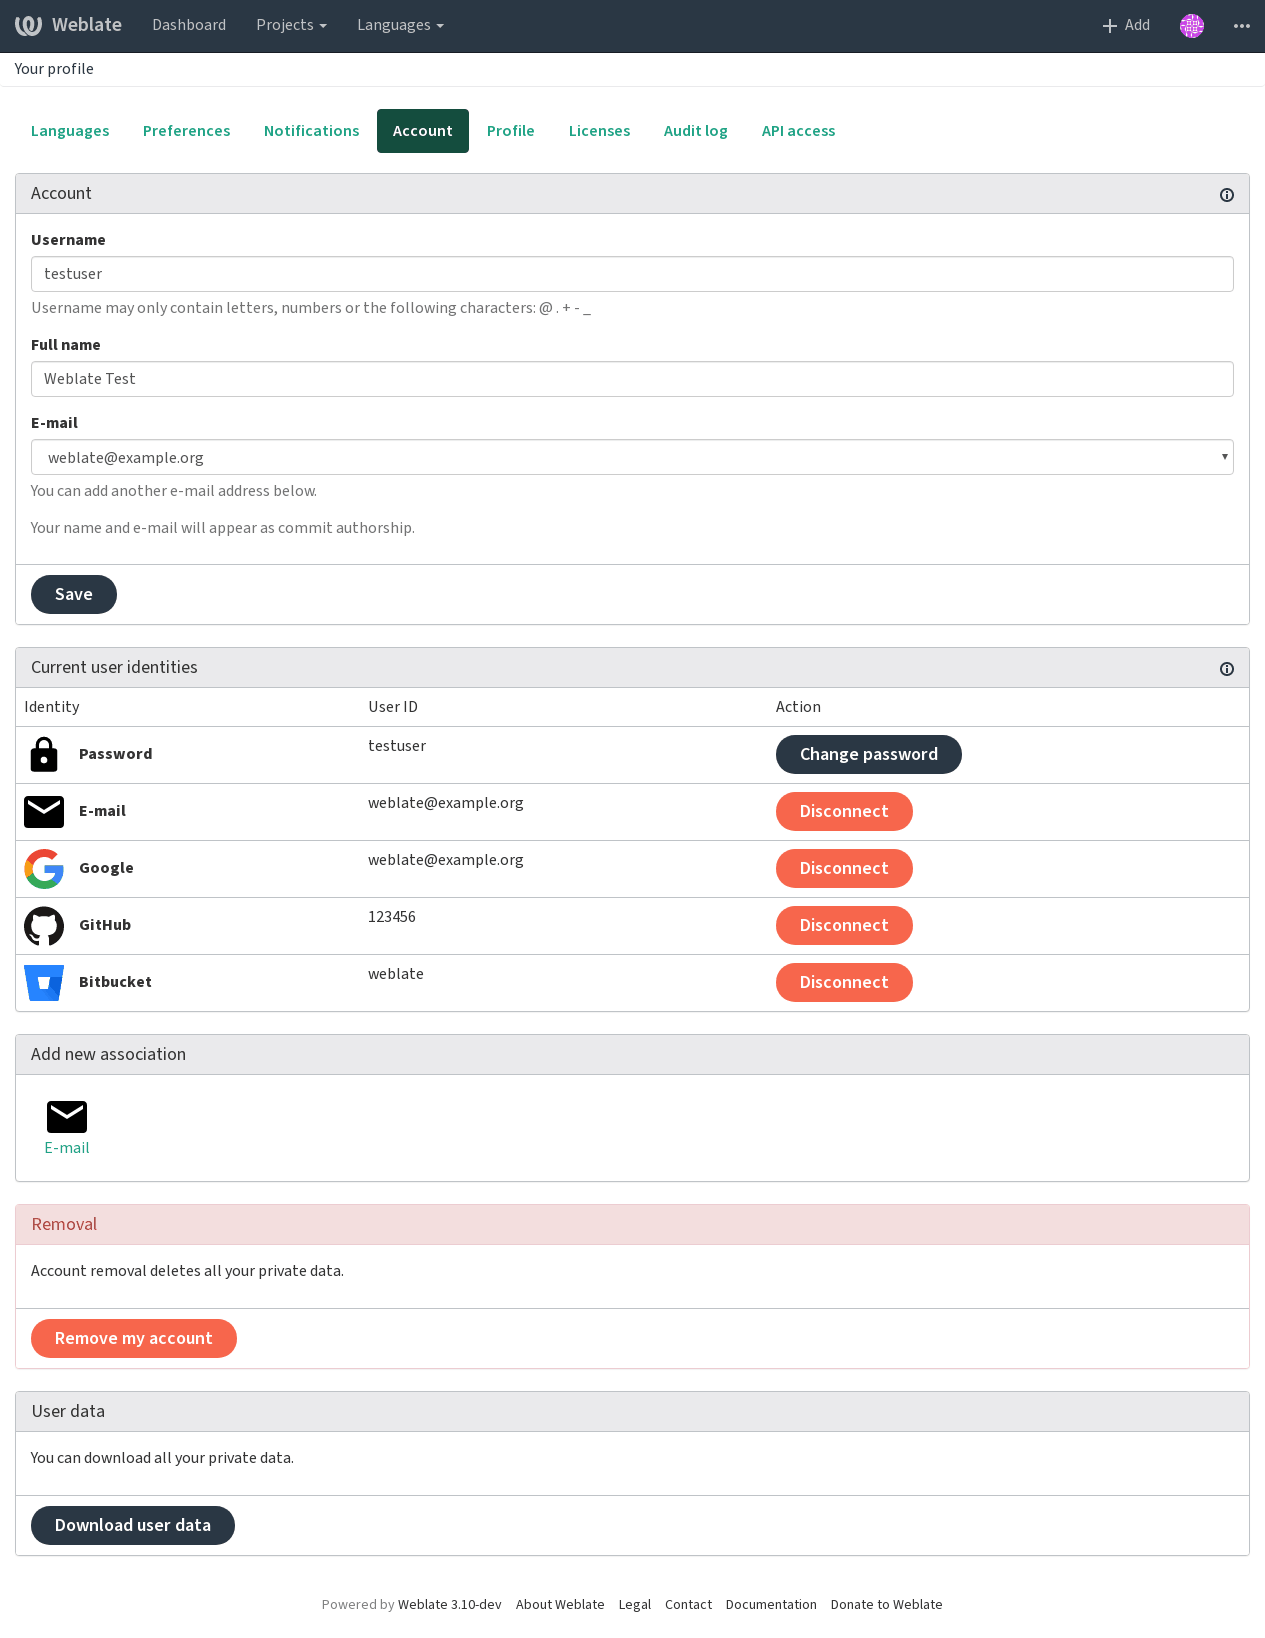 Weblate Dashboard Projects Languages Add
Your profile
Languages Preferences Notifications Account Profile Licenses Audit log API access
Account
Username
testuser
Username may only contain letters, numbers or the following characters: @ . + - _
Full name
Weblate Test
E-mail
weblate@example.org
You can add another e-mail address below.
Your name and e-mail will appear as commit authorship.
Save
Current user identities
Identity User ID Action
Password testuser Change password
E-mail weblate@example.org Disconnect
Google weblate@example.org Disconnect
GitHub 123456 Disconnect
Bitbucket weblate Disconnect
Add new association
E-mail
Removal
Account removal deletes all your private data.
Remove my account
User data
You can download all your private data.
Download user data
Powered by Weblate 3.10-dev About Weblate Legal Contact Documentation Donate to Weblate